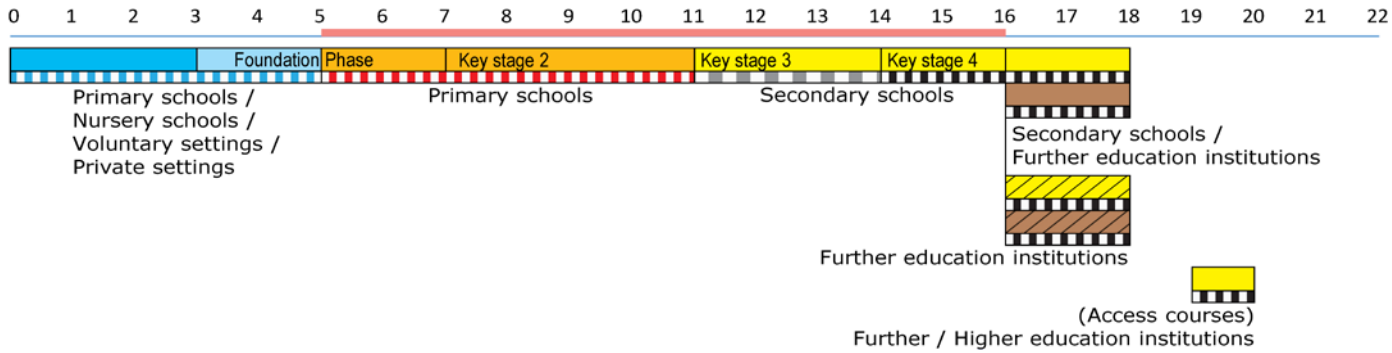 0 1 2 3 4 5 6 7 8 9 10 11 12 13 14 15 16 17 18 19 20 21 22
Foundation Phase Key stage 2 Key stage 3 Key stage 4
Primary schools /
Nursery schools /
Voluntary settings /
Private settings
Primary schools
Secondary schools
Secondary schools /
Further education institutions
Further education institutions
(Access courses)
Further / Higher education institutions